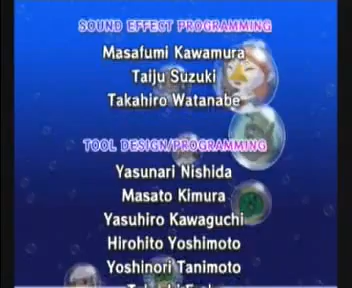 SOUND EFFECT PROGRAMMING
Masafumi Kawamura
Taiju Suzuki
Takahiro Watanabe
TOOL DESIGN/PROGRAMMING
Yasunari Nishida
Masato Kimura
Yasuhiro Kawaguchi
Hirohito Yoshimoto
Yoshinori Tanimoto